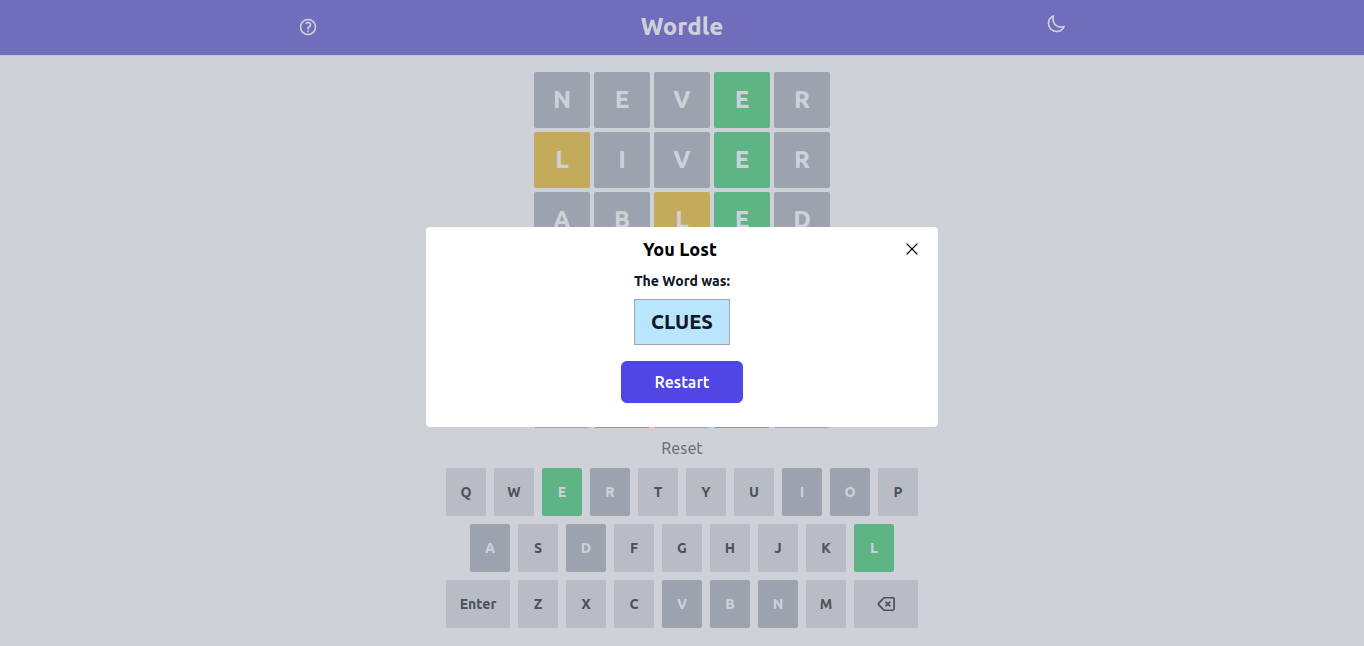 Wordle
N E V E R
L I V E R
A B L E D
You Lost
The Word was:
CLUES
Restart
Reset
Q W E R T Y U I O P
A S D F G H J K L
Enter Z X C V B N M